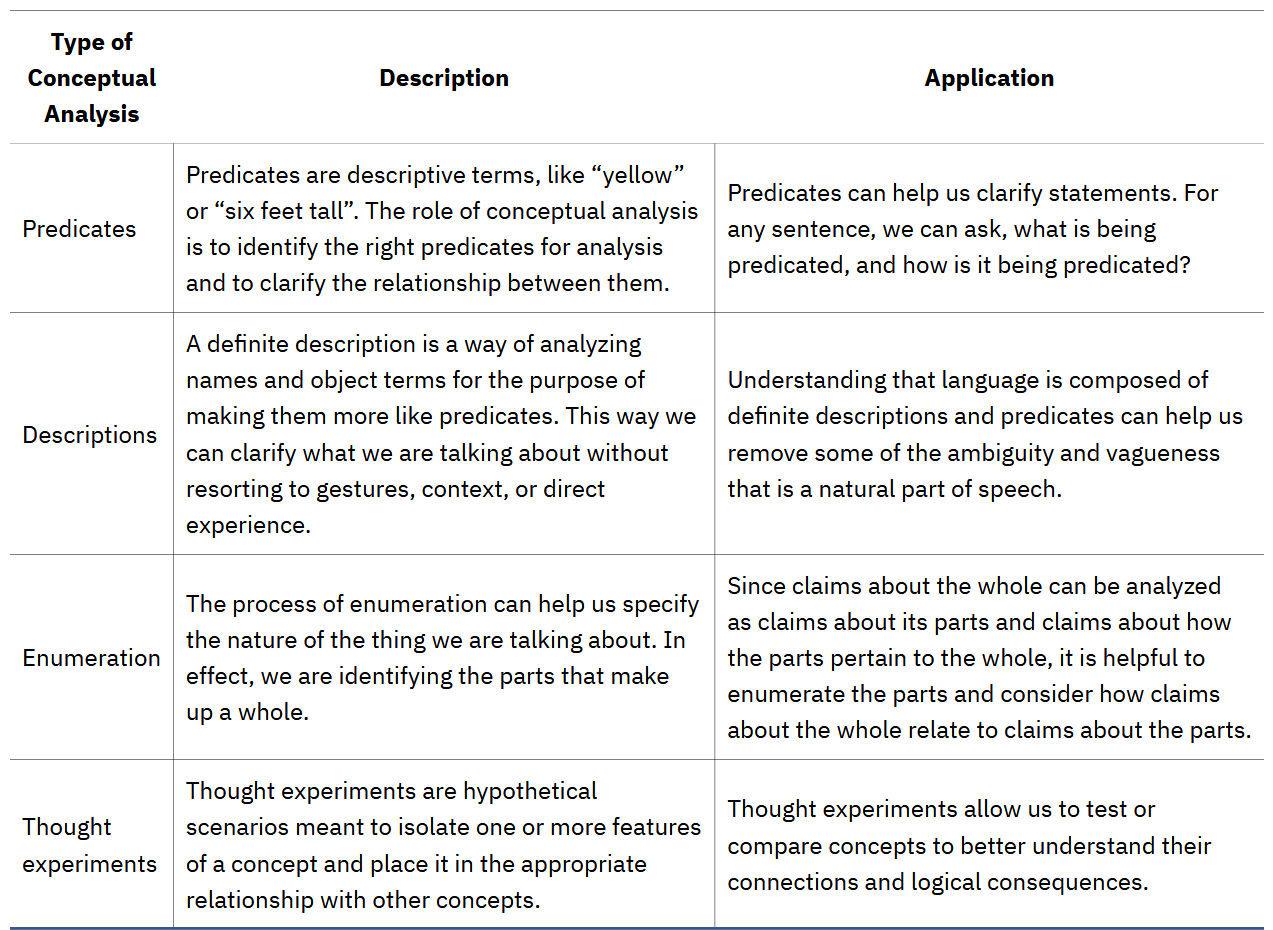 Type of
Conceptual
Analysis
Description
Application
Predicates
Predicates are descriptive terms, like “yellow”
or “six feet tall”. The role of conceptual analysis
is to identify the right predicates for analysis
and to clarify the relationship between them.
Predicates can help us clarify statements. For
any sentence, we can ask, what is being
predicated, and how is it being predicated?
Descriptions
A definite description is a way of analyzing
names and object terms for the purpose of
making them more like predicates. This way we
can clarify what we are talking about without
resorting to gestures, context, or direct
experience.
Understanding that language is composed of
definite descriptions and predicates can help us
remove some of the ambiguity and vagueness
that is a natural part of speech.
Enumeration
The process of enumeration can help us specify
the nature of the thing we are talking about. In
effect, we are identifying the parts that make
up a whole.
Since claims about the whole can be analyzed
as claims about its parts and claims about how
the parts pertain to the whole, it is helpful to
enumerate the parts and consider how claims
about the whole relate to claims about the parts.
Thought
experiments
Thought experiments are hypothetical
scenarios meant to isolate one or more features
of a concept and place it in the appropriate
relationship with other concepts.
Thought experiments allow us to test or
compare concepts to better understand their
connections and logical consequences.